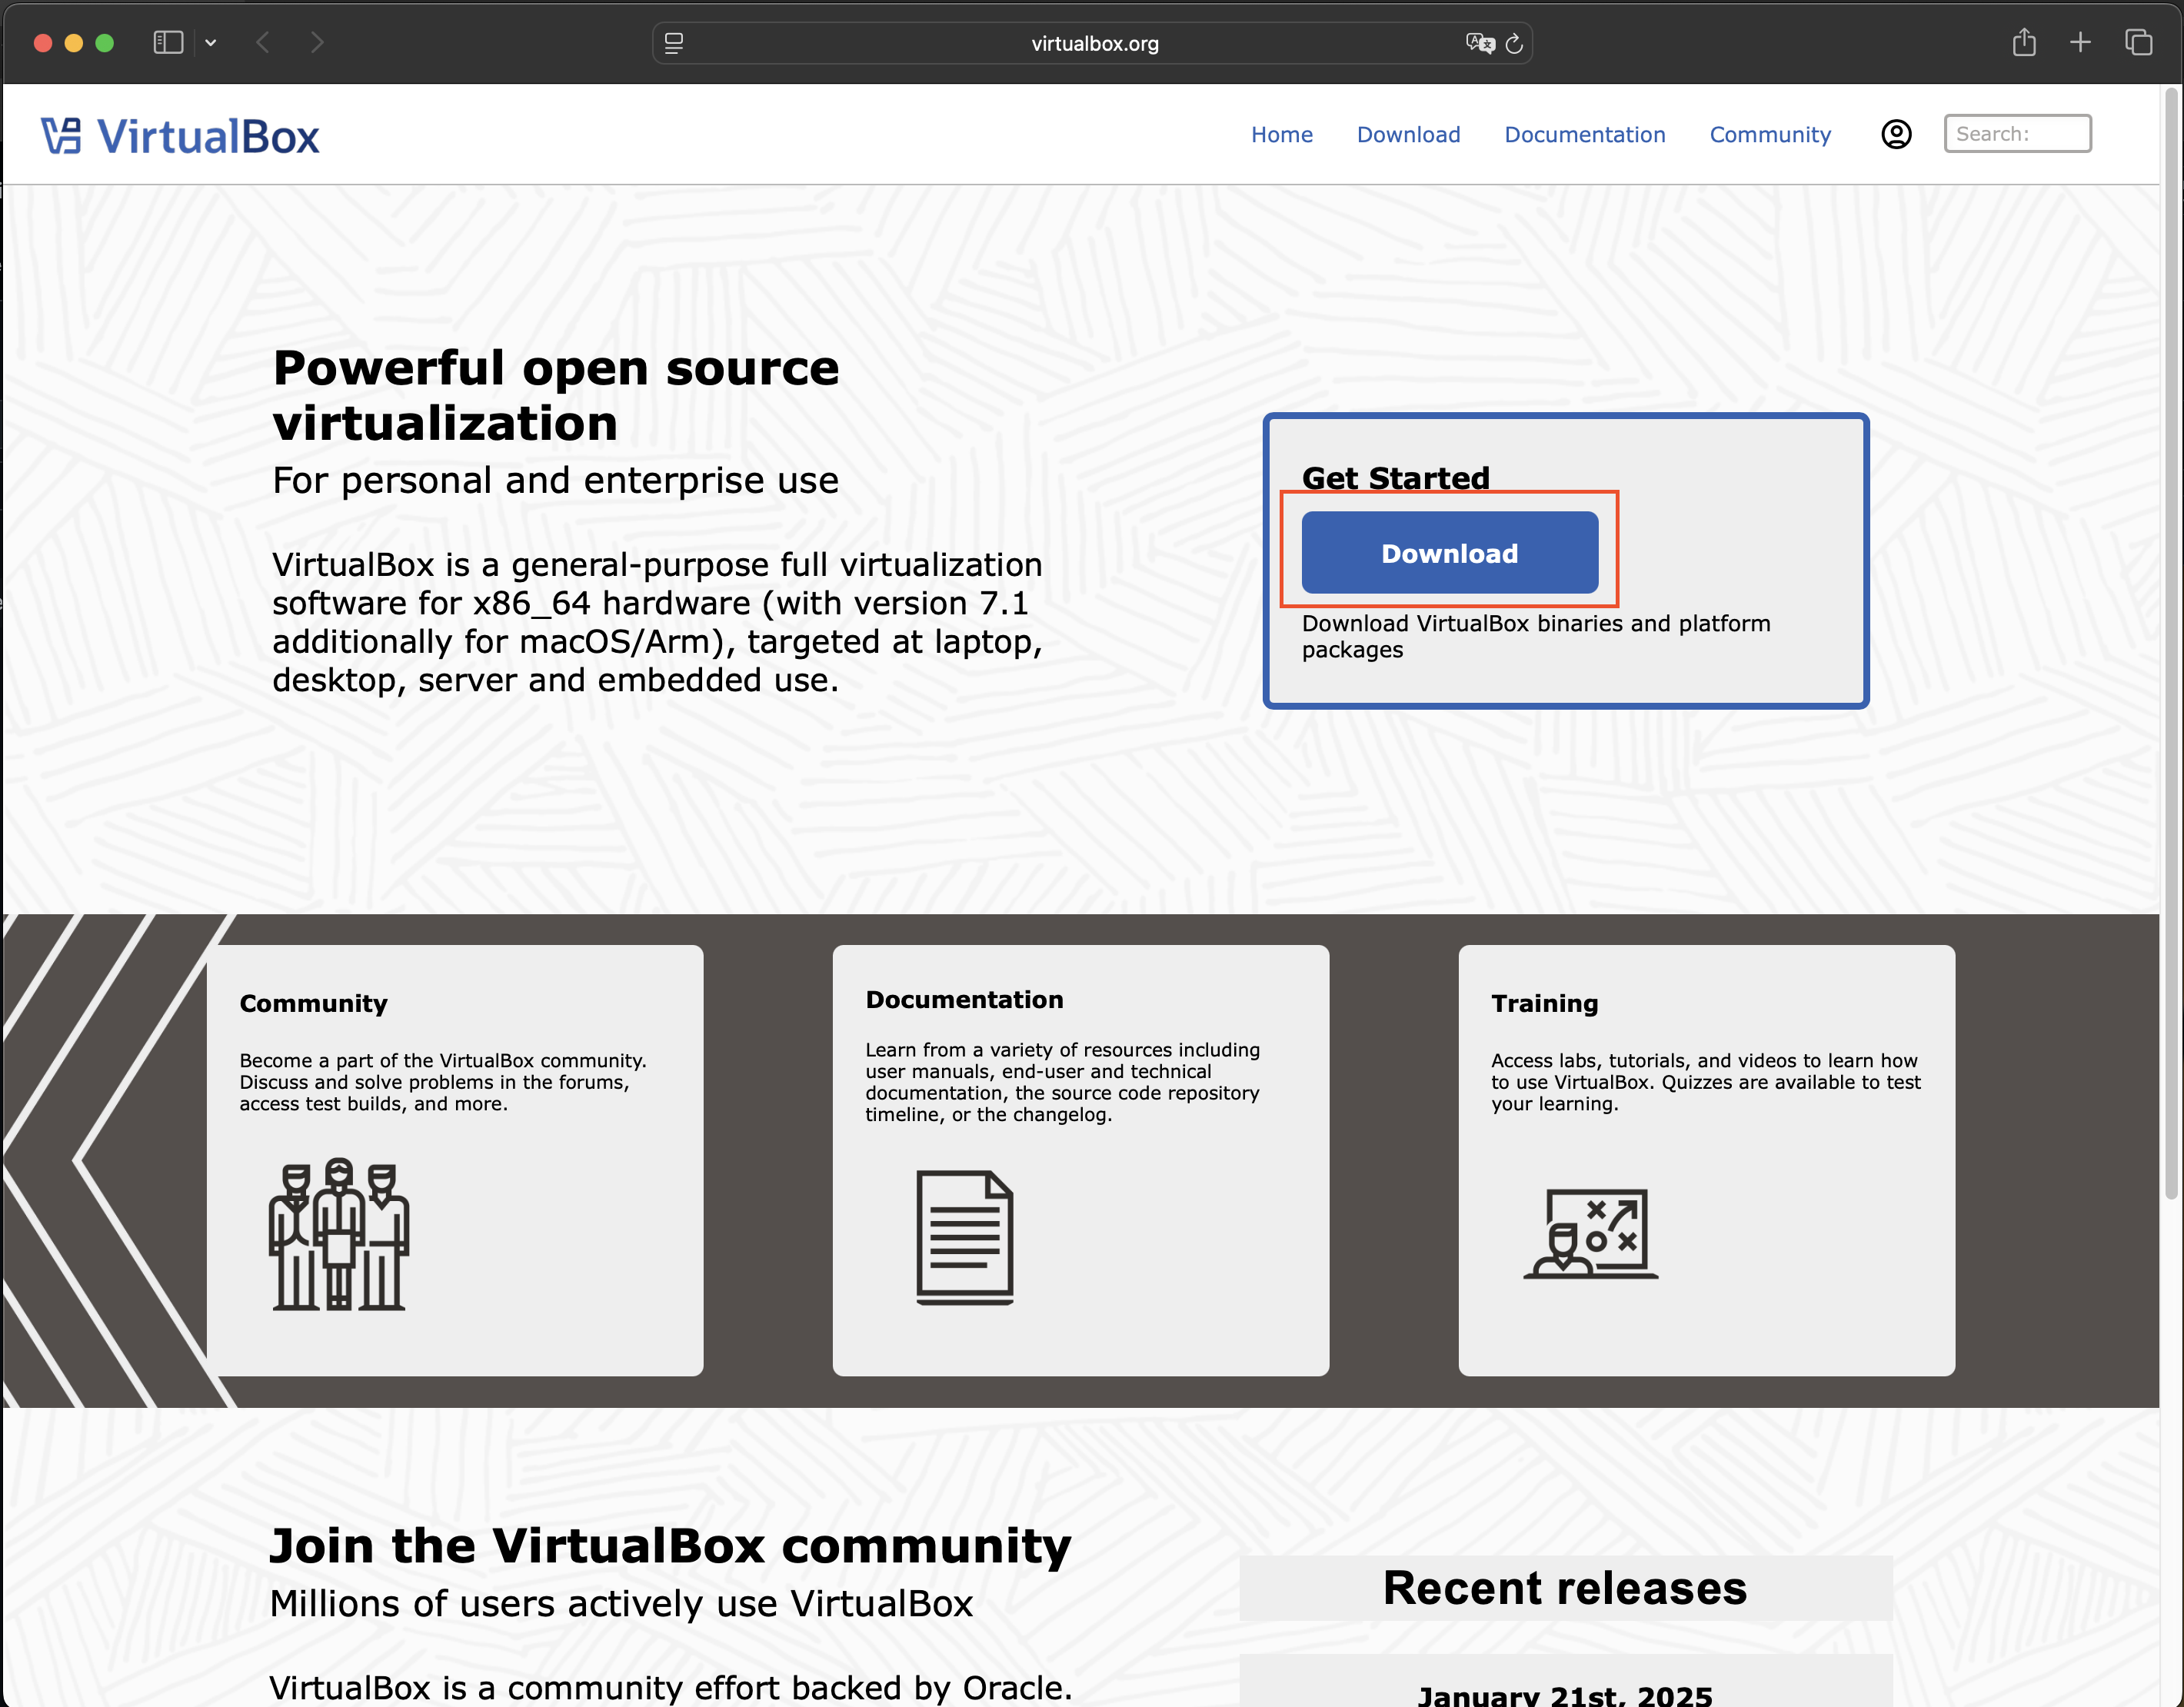 virtualbox.org
VirtualBox
Home Download Documentation Community Search:
Powerful open source
virtualization
For personal and enterprise use
VirtualBox is a general-purpose full virtualization
software for x86_64 hardware (with version 7.1
additionally for macOS/Arm), targeted at laptop,
desktop, server and embedded use.
Get Started
Download
Download VirtualBox binaries and platform
packages
Community
Become a part of the VirtualBox community.
Discuss and solve problems in the forums,
access test builds, and more.
Documentation
Learn from a variety of resources including
user manuals, end-user and technical
documentation, the source code repository
timeline, or the changelog.
Training
Access labs, tutorials, and videos to learn how
to use VirtualBox. Quizzes are available to test
your learning.
Join the VirtualBox community
Millions of users actively use VirtualBox
VirtualBox is a community effort backed by Oracle.
Recent releases
January 21st, 2025